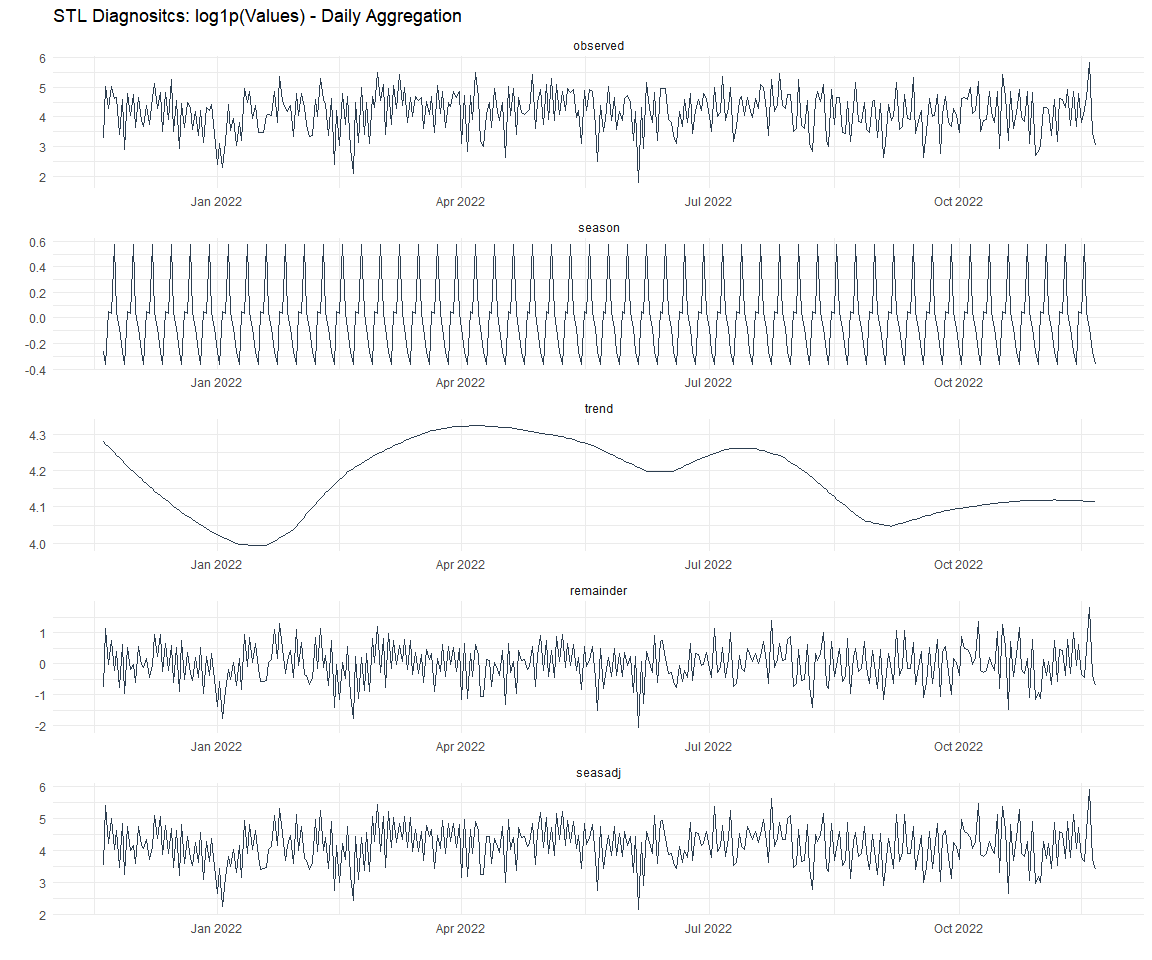 STL Diagnositcs: log1p(Values) - Daily Aggregation
observed
6
5
4
3
2
Jan 2022 Apr 2022 Jul 2022 Oct 2022
season
0.6
0.4
0.2
0.0
-0.2
-0.4
Jan 2022 Apr 2022 Jul 2022 Oct 2022
trend
4.3
4.2
4.1
4.0
Jan 2022 Apr 2022 Jul 2022 Oct 2022
remainder
1
0
-1
-2
Jan 2022 Apr 2022 Jul 2022 Oct 2022
seasadj
6
5
4
3
2
Jan 2022 Apr 2022 Jul 2022 Oct 2022